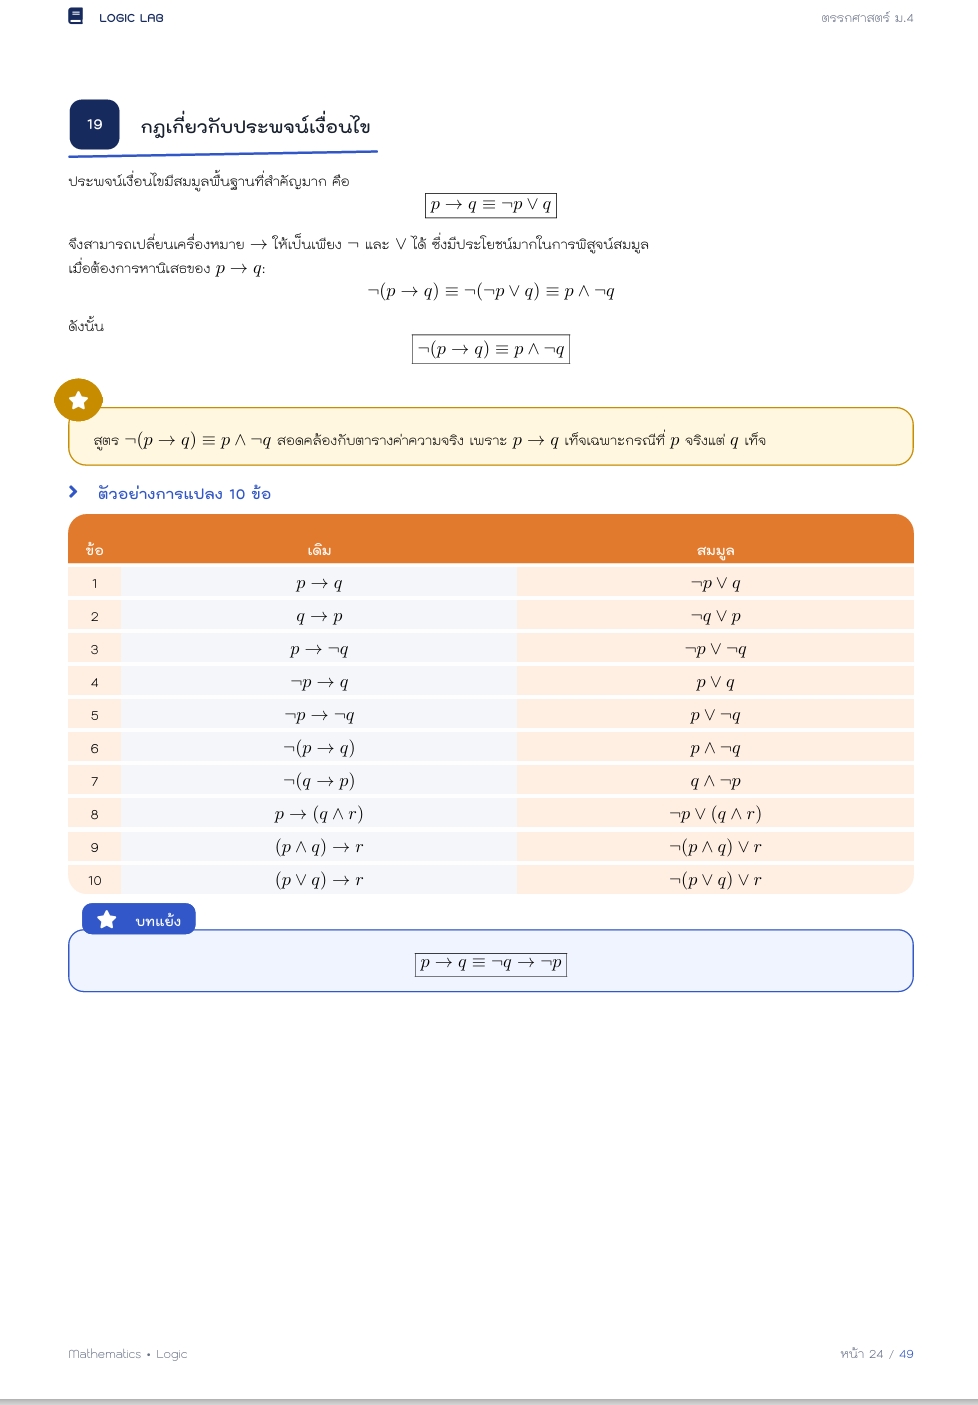 LOGIC LAB
ตรรกศาสตร์ ม.4
19
กฎเกี่ยวกับประพจน์เงื่อนไข
ประพจน์เงื่อนไขมีสมมูลพื้นฐานที่สำคัญมาก คือ
p → q ≡ ¬p ∨ q
จึงสามารถเปลี่ยนเครื่องหมาย → ให้เป็นเพียง ¬ และ ∨ ได้ ซึ่งมีประโยชน์มากในการพิสูจน์สมมูล
เมื่อต้องการหานิเสธของ p → q:
¬(p → q) ≡ ¬(¬p ∨ q) ≡ p ∧ ¬q
ดังนั้น
¬(p → q) ≡ p ∧ ¬q
สูตร ¬(p → q) ≡ p ∧ ¬q สอดคล้องกับตารางค่าความจริง เพราะ p → q เท็จเฉพาะกรณีที่ p จริงแต่ q เท็จ
ตัวอย่างการแปลง 10 ข้อ
ข้อ เดิม สมมูล
1 p → q ¬p ∨ q
2 q → p ¬q ∨ p
3 p → ¬q ¬p ∨ ¬q
4 ¬p → q p ∨ q
5 ¬p → ¬q p ∨ ¬q
6 ¬(p → q) p ∧ ¬q
7 ¬(q → p) q ∧ ¬p
8 p → (q ∧ r) ¬p ∨ (q ∧ r)
9 (p ∧ q) → r ¬(p ∧ q) ∨ r
10 (p ∨ q) → r ¬(p ∨ q) ∨ r
บทแย้ง
p → q ≡ ¬q → ¬p
Mathematics • Logic
หน้า 24 / 49